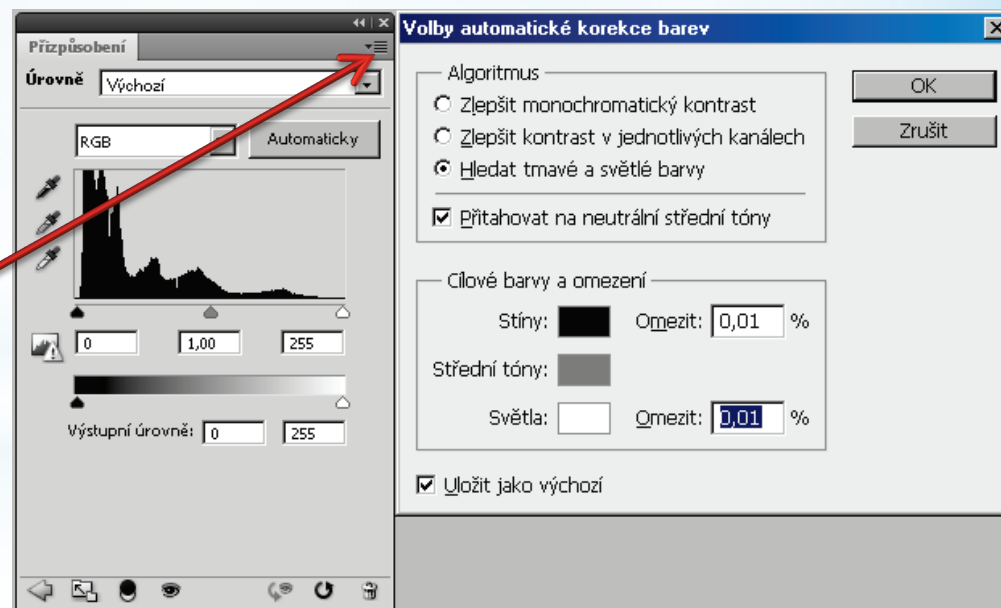 Přizpůsobení
Úrovně Výchozí
RGB Automaticky
0 1,00 255
Výstupní úrovně: 0 255
Volby automatické korekce barev
Algoritmus
Zlepšit monochromatický kontrast
Zlepšit kontrast v jednotlivých kanálech
Hledat tmavé a světlé barvy
Přitahovat na neutrální střední tóny
OK
Zrušit
Cílové barvy a omezení
Stíny: Omezit: 0,01 %
Střední tóny:
Světla: Omezit: 0,01 %
Uložit jako výchozí